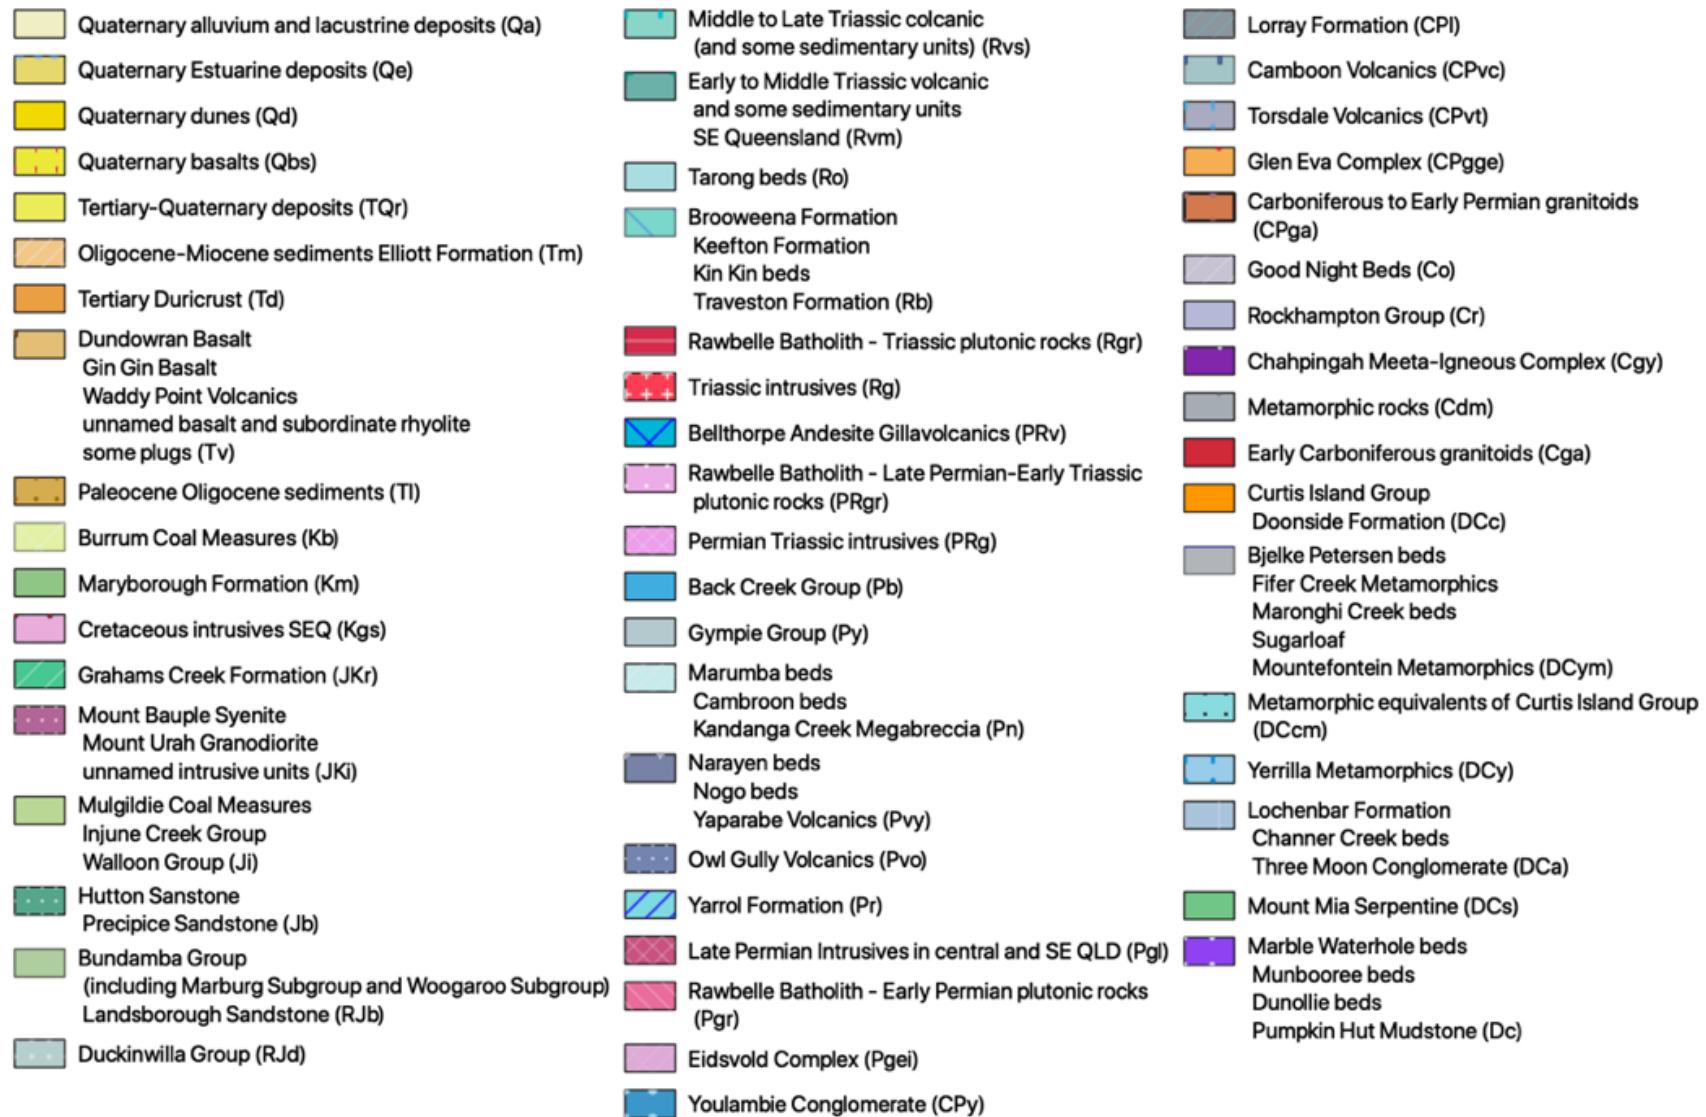 Quaternary alluvium and lacustrine deposits (Qa)
Quaternary Estuarine deposits (Qe)
Quaternary dunes (Qd)
Quaternary basalts (Qbs)
Tertiary-Quaternary deposits (TQr)
Oligocene-Miocene sediments Elliott Formation (Tm)
Tertiary Duricrust (Td)
Dundowran Basalt
Gin Gin Basalt
Waddy Point Volcanics
unnamed basalt and subordinate rhyolite
some plugs (Tv)
Paleocene Oligocene sediments (Tl)
Burrum Coal Measures (Kb)
Maryborough Formation (Km)
Cretaceous intrusives SEQ (Kgs)
Grahams Creek Formation (JKr)
Mount Bauple Syenite
Mount Urah Granodiorite
unnamed intrusive units (JKi)
Mulgildie Coal Measures
Injune Creek Group
Walloon Group (Ji)
Hutton Sanstone
Precipice Sandstone (Jb)
Bundamba Group
(including Marburg Subgroup and Woogaroo Subgroup)
Landsborough Sandstone (RJb)
Duckinwilla Group (RJd)
Middle to Late Triassic colcanic
(and some sedimentary units) (Rvs)
Early to Middle Triassic volcanic
and some sedimentary units
SE Queensland (Rvm)
Tarong beds (Ro)
Brooweena Formation
Keefton Formation
Kin Kin beds
Traveston Formation (Rb)
Rawbelle Batholith - Triassic plutonic rocks (Rgr)
Triassic intrusives (Rg)
Bellthorpe Andesite Gillavolcanics (PRv)
Rawbelle Batholith - Late Permian-Early Triassic
plutonic rocks (PRgr)
Permian Triassic intrusives (PRg)
Back Creek Group (Pb)
Gympie Group (Py)
Marumba beds
Cambroon beds
Kandanga Creek Megabreccia (Pn)
Narayen beds
Nogo beds
Yaparabe Volcanics (Pvy)
Owl Gully Volcanics (Pvo)
Yarrol Formation (Pr)
Late Permian Intrusives in central and SE QLD (Pgl)
Rawbelle Batholith - Early Permian plutonic rocks
(Pgr)
Eidsvold Complex (Pgei)
Youlambie Conglomerate (CPy)
Lorray Formation (CPl)
Camboon Volcanics (CPvc)
Torsdale Volcanics (CPvt)
Glen Eva Complex (CPgge)
Carboniferous to Early Permian granitoids
(CPga)
Good Night Beds (Co)
Rockhampton Group (Cr)
Chahpingah Meeta-Igneous Complex (Cgy)
Metamorphic rocks (Cdm)
Early Carboniferous granitoids (Cga)
Curtis Island Group
Doonside Formation (DCc)
Bjelke Petersen beds
Fifer Creek Metamorphics
Maronghi Creek beds
Sugarloaf
Mountefontein Metamorphics (DCym)
Metamorphic equivalents of Curtis Island Group
(DCcm)
Yerrilla Metamorphics (DCy)
Lochenbar Formation
Channer Creek beds
Three Moon Conglomerate (DCa)
Mount Mia Serpentine (DCs)
Marble Waterhole beds
Munbooree beds
Dunollie beds
Pumpkin Hut Mudstone (Dc)